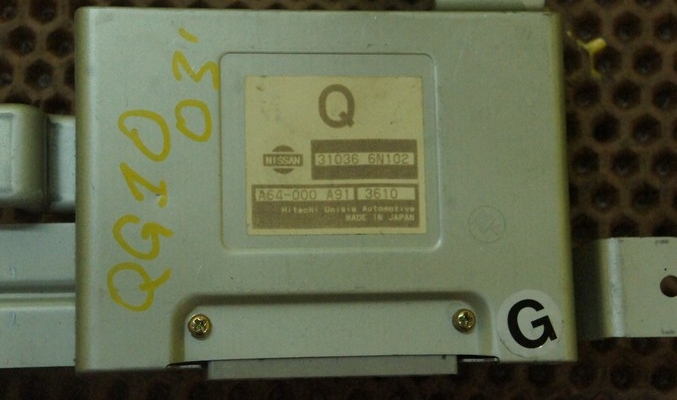 QG10
03'
Q
NISSAN
31036 6N102
A64-000 A91 3610
Hitachi Unisia Automotive
MADE IN JAPAN
G